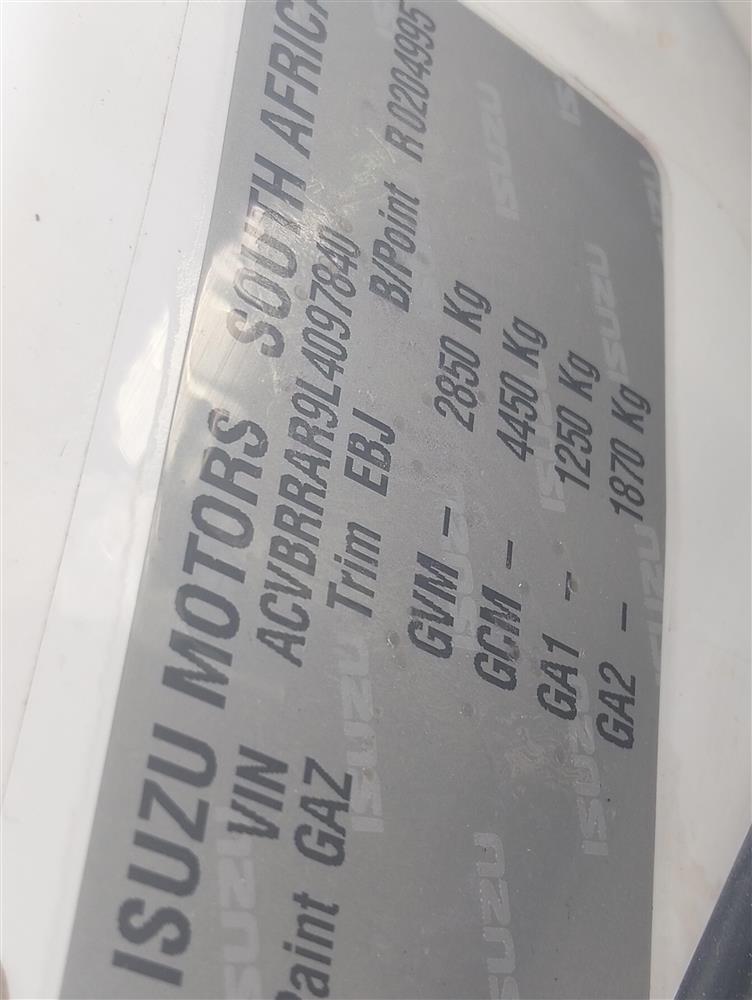 ISUZU MOTORS SOUTH AFRICA
VIN ACVBRRAR9L4097840
Paint GAZ Trim EBJ B/Point R0204995
GVM - 2850 Kg
GCM - 4450 Kg
GA1 - 1250 Kg
GA2 - 1870 Kg